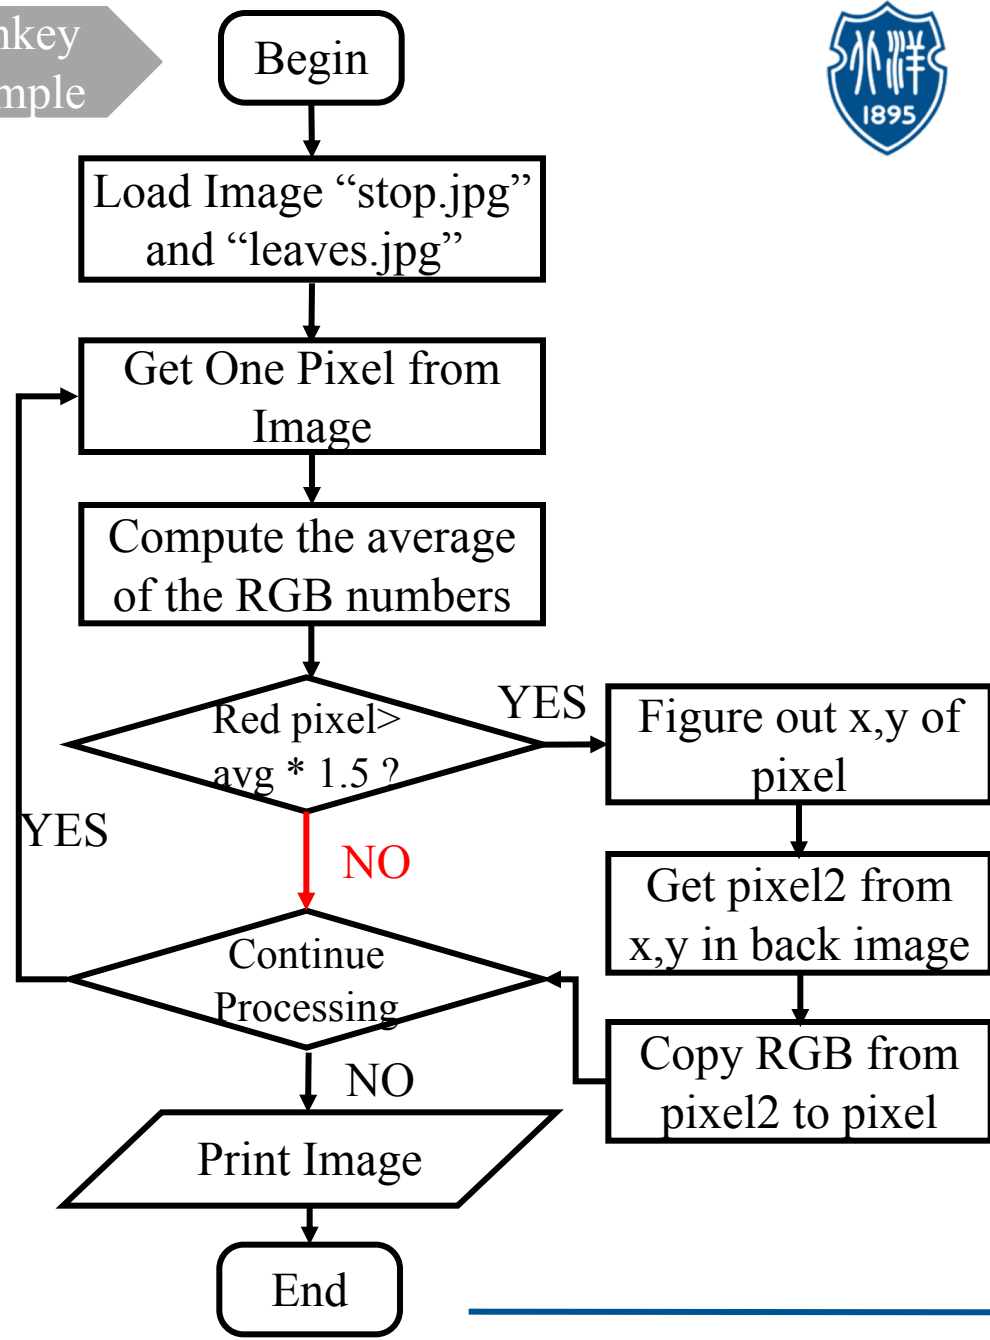 Begin
Load Image “stop.jpg”
and “leaves.jpg”
Get One Pixel from
Image
Compute the average
of the RGB numbers
Red pixel>
avg * 1.5 ?
YES
Figure out x,y of
pixel
YES
NO
Get pixel2 from
x,y in back image
Continue
Processing
Copy RGB from
pixel2 to pixel
NO
Print Image
End
1895